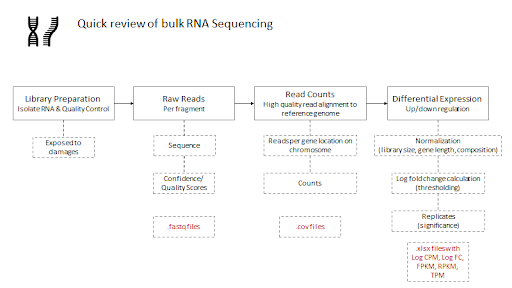 Quick review of bulk RNA Sequencing
Library Preparation
Isolate RNA & Quality Control
Raw Reads
Per fragment
Read Counts
High quality read alignment to
reference genome
Differential Expression
Up/down regulation
Exposed to
damages
Sequence
Confidence/
Quality Scores
.fastq files
Reads per gene location on
chromosome
Counts
.cov files
Normalization
(library size, gene length, composition)
Log fold change calculation
(thresholding)
Replicates
(significance)
.xlsx files with
Log CPM, Log FC,
FPKM, RPKM,
TPM